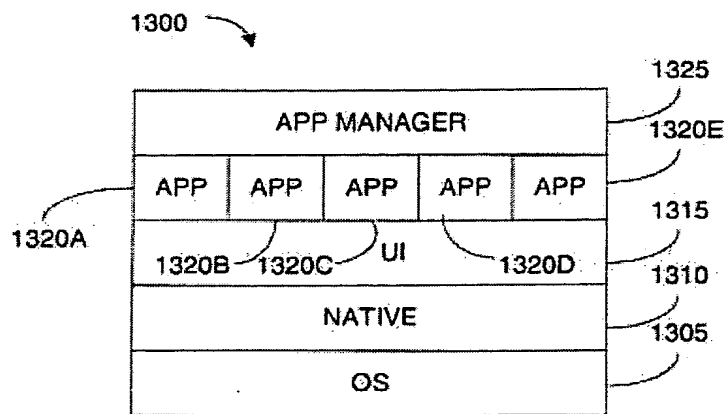 1300
1325
APP MANAGER
1320E
APP APP APP APP APP
1320A
1315
1320B 1320C UI 1320D
1310
NATIVE
1305
OS